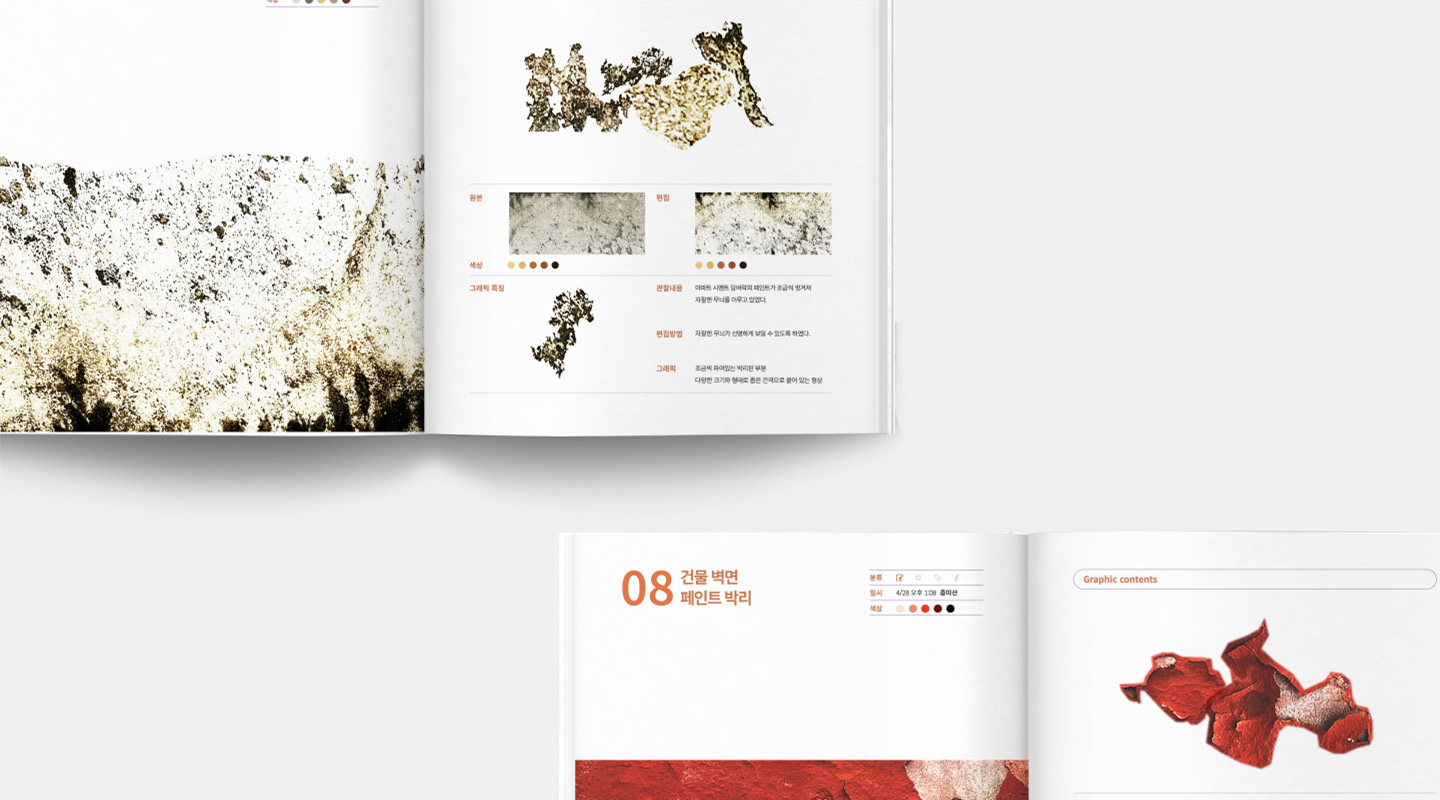 원본
편집
색상
그래픽 특징
관찰내용
아파트 시멘트 담벼락의 페인트가 조금씩 벗겨져
자잘한 무늬를 이루고 있었다.
편집방법
자잘한 무늬가 선명하게 보일 수 있도록 하였다.
그래픽
조금씩 파여있는 박리된 부분
다양한 크기와 형태로 좁은 간격으로 붙어 있는 형상
08 건물 벽면
페인트 박리
분류
일시 4/28 오후 1:08 증미산
색상
Graphic contents